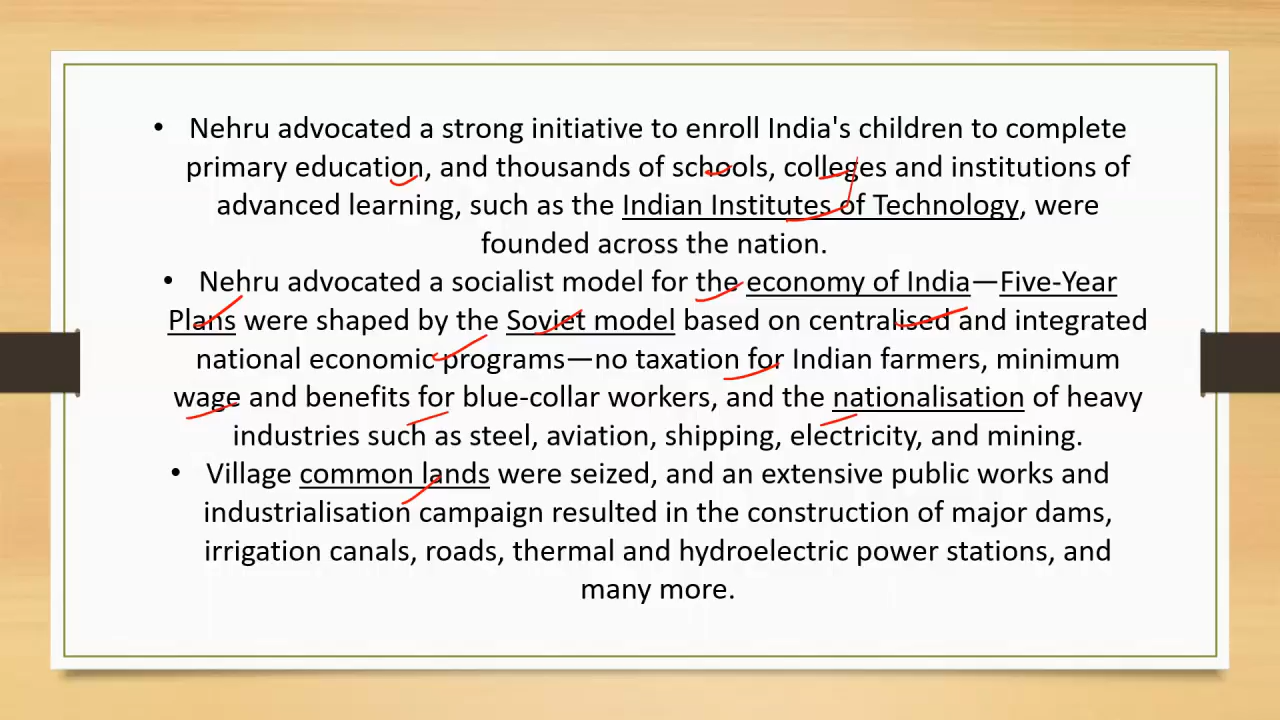 • Nehru advocated a strong initiative to enroll India's children to complete
primary education, and thousands of schools, colleges and institutions of
advanced learning, such as the Indian Institutes of Technology, were
founded across the nation.
• Nehru advocated a socialist model for the economy of India—Five-Year
Plans were shaped by the Soviet model based on centralised and integrated
national economic programs—no taxation for Indian farmers, minimum
wage and benefits for blue-collar workers, and the nationalisation of heavy
industries such as steel, aviation, shipping, electricity, and mining.
• Village common lands were seized, and an extensive public works and
industrialisation campaign resulted in the construction of major dams,
irrigation canals, roads, thermal and hydroelectric power stations, and
many more.